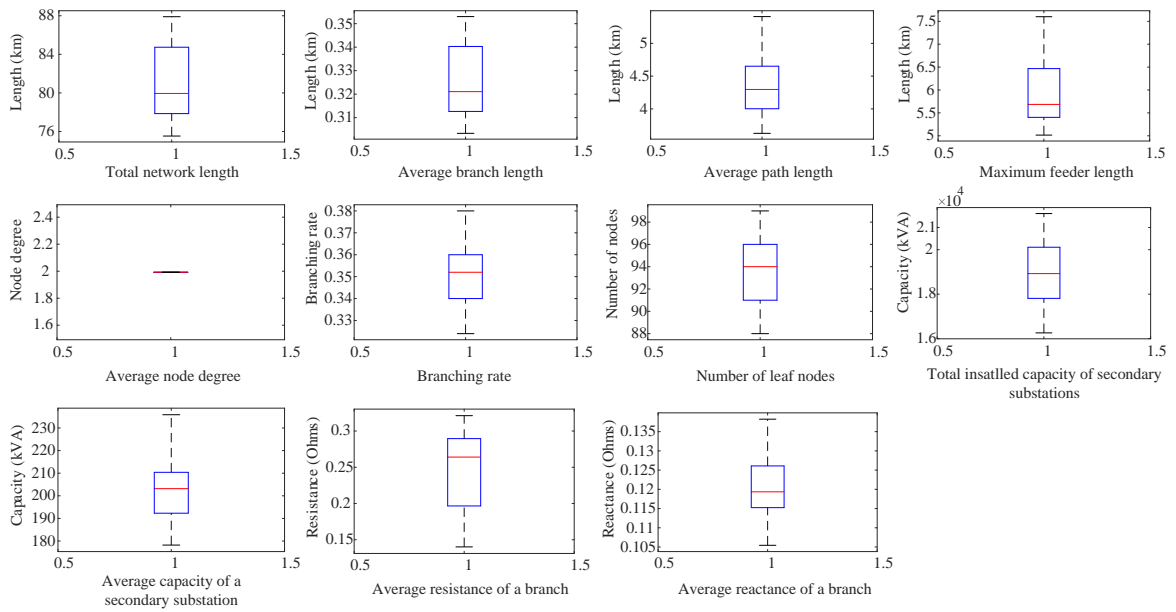 88
84
80
76
Length (km)
0.5 1 1.5
Total network length
0.35
0.34
0.33
0.32
0.31
Length (km)
0.5 1 1.5
Average branch length
5
4.5
4
Length (km)
0.5 1 1.5
Average path length
7.5
6.5
5.5
5
Length (km)
0.5 1 1.5
Maximum feeder length
2.4
2.2
2
1.8
1.6
Node degree
0.5 1 1.5
Average node degree
0.38
0.37
0.36
0.35
0.34
0.33
Branching rate
0.5 1 1.5
Branching rate
98
96
94
92
90
88
Number of nodes
0.5 1 1.5
Number of leaf nodes
×10⁴
2.1
2
1.8
1.6
Capacity (kVA)
0.5 1 1.5
Total insatlled capacity of secondary
substations
230
220
210
200
190
180
Capacity (kVA)
0.5 1 1.5
Average capacity of a
secondary substation
0.3
0.25
0.2
0.15
Resistance (Ohms)
0.5 1 1.5
Average resistance of a branch
0.135
0.13
0.125
0.12
0.115
0.11
0.105
Reactance (Ohms)
0.5 1 1.5
Average reactance of a branch